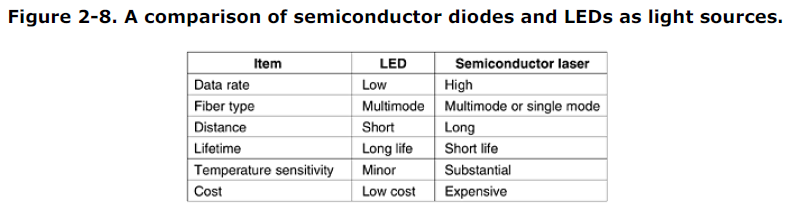 Figure 2-8. A comparison of semiconductor diodes and LEDs as light sources.
Item LED Semiconductor laser
Data rate Low High
Fiber type Multimode Multimode or single mode
Distance Short Long
Lifetime Long life Short life
Temperature sensitivity Minor Substantial
Cost Low cost Expensive